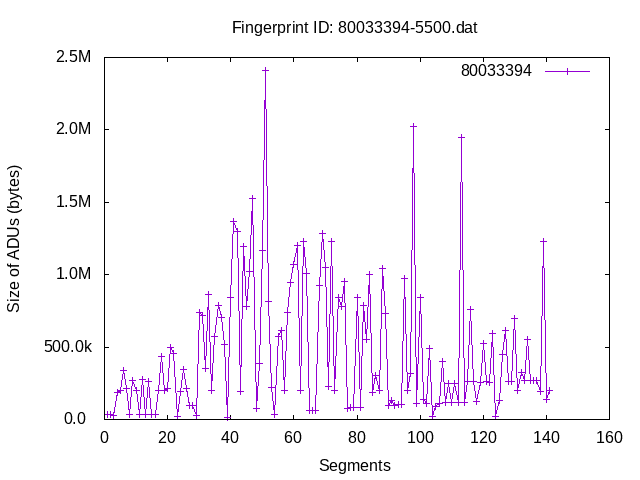 Fingerprint ID: 80033394-5500.dat
80033394
2.5M
2.0M
1.5M
1.0M
500.0k
0.0
Size of ADUs (bytes)
0 20 40 60 80 100 120 140 160
Segments